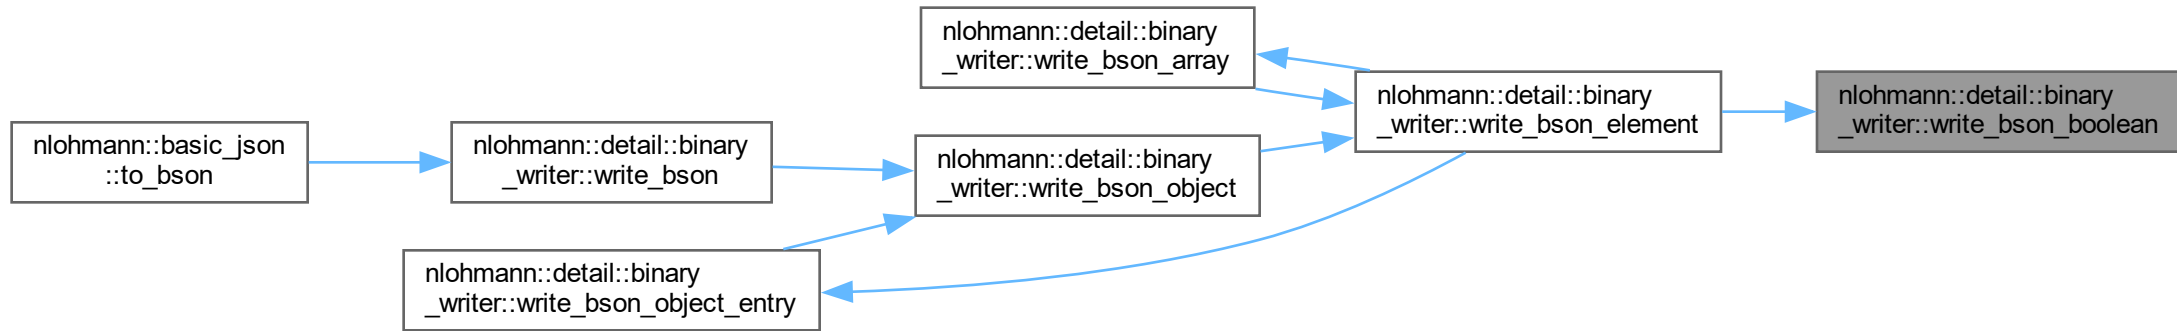 nlohmann::basic_json
::to_bson
nlohmann::detail::binary
_writer::write_bson
nlohmann::detail::binary
_writer::write_bson_object_entry
nlohmann::detail::binary
_writer::write_bson_object
nlohmann::detail::binary
_writer::write_bson_array
nlohmann::detail::binary
_writer::write_bson_element
nlohmann::detail::binary
_writer::write_bson_boolean